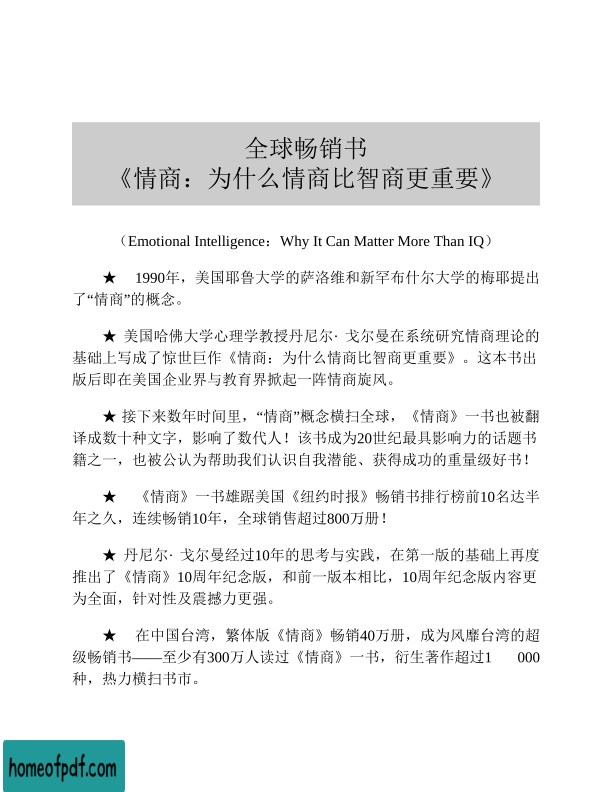 全球畅销书
《情商：为什么情商比智商更重要》
（Emotional Intelligence：Why It Can Matter More Than IQ）
★ 1990年，美国耶鲁大学的萨洛维和新罕布什尔大学的梅耶提出
了“情商”的概念。
★ 美国哈佛大学心理学教授丹尼尔· 戈尔曼在系统研究情商理论的
基础上写成了惊世巨作《情商：为什么情商比智商更重要》。这本书出
版后即在美国企业界与教育界掀起一阵情商旋风。
★ 接下来数年时间里，“情商”概念横扫全球，《情商》一书也被翻
译成数十种文字，影响了数代人！该书成为20世纪最具影响力的话题书
籍之一，也被公认为帮助我们认识自我潜能、获得成功的重量级好书！
★ 《情商》一书雄踞美国《纽约时报》畅销书排行榜前10名达半
年之久，连续畅销10年，全球销售超过800万册！
★ 丹尼尔· 戈尔曼经过10年的思考与实践，在第一版的基础上再度
推出了《情商》10周年纪念版，和前一版本相比，10周年纪念版内容更
为全面，针对性及震撼力更强。
★ 在中国台湾，繁体版《情商》畅销40万册，成为风靡台湾的超
级畅销书——至少有300万人读过《情商》一书，衍生著作超过1 000
种，热力横扫书市。
homeofpdf.com